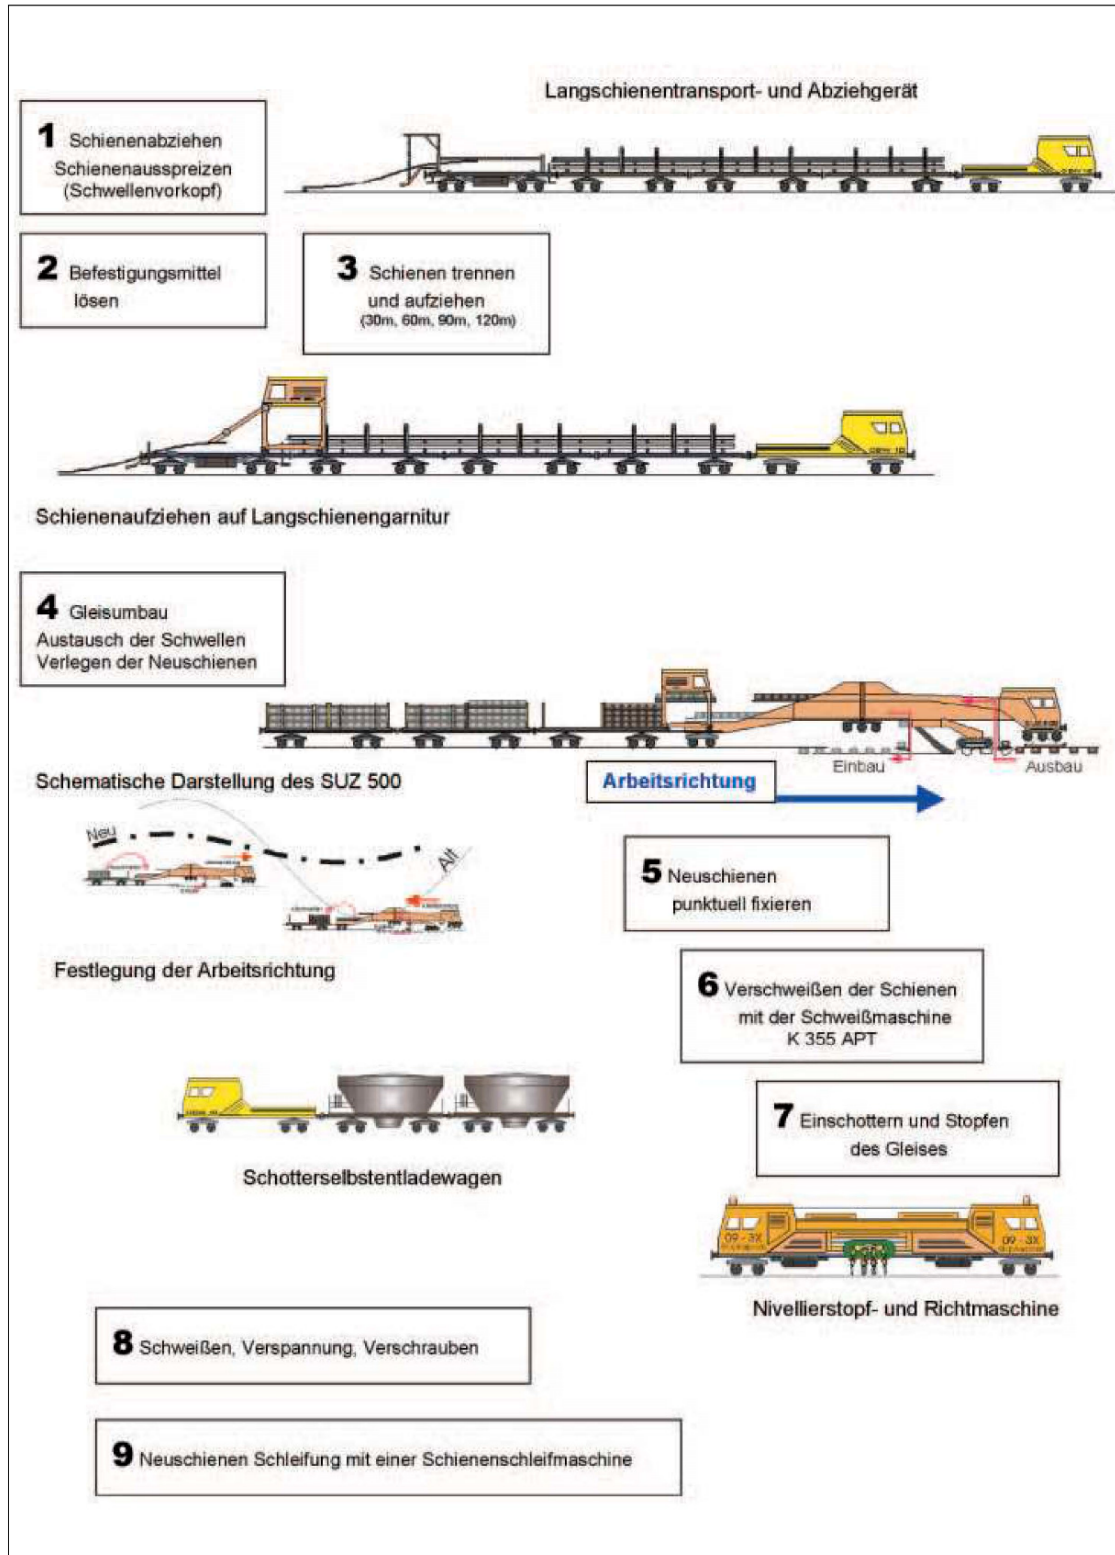 Langschienentransport- und Abziehgerät
1 Schienenabziehen
Schienenausspreizen
(Schwellenvorkopf)
2 Befestigungsmittel
lösen
3 Schienen trennen
und aufziehen
(30m, 60m, 90m, 120m)
Schienenaufziehen auf Langschienengarnitur
4 Gleisumbau
Austausch der Schwellen
Verlegen der Neuschienen
Einbau
Ausbau
Schematische Darstellung des SUZ 500
Arbeitsrichtung
Neu
Alt
5 Neuschienen
punktuell fixieren
Festlegung der Arbeitsrichtung
6 Verschweißen der Schienen
mit der Schweißmaschine
K 355 APT
7 Einschottern und Stopfen
des Gleises
Schotterselbstentladewagen
09 - 3X
09 - 3X
Nivellierstopf- und Richtmaschine
8 Schweißen, Verspannung, Verschrauben
9 Neuschienen Schleifung mit einer Schienenschleifmaschine